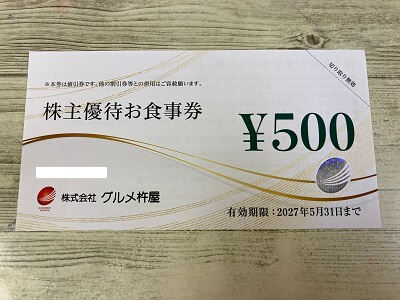 ※本券は値引券です。他の割引券等との併用はご容赦願います。
切り取り無効
株主優待お食事券
¥500
株式会社 グルメ杵屋
有効期限：2027年5月31日まで